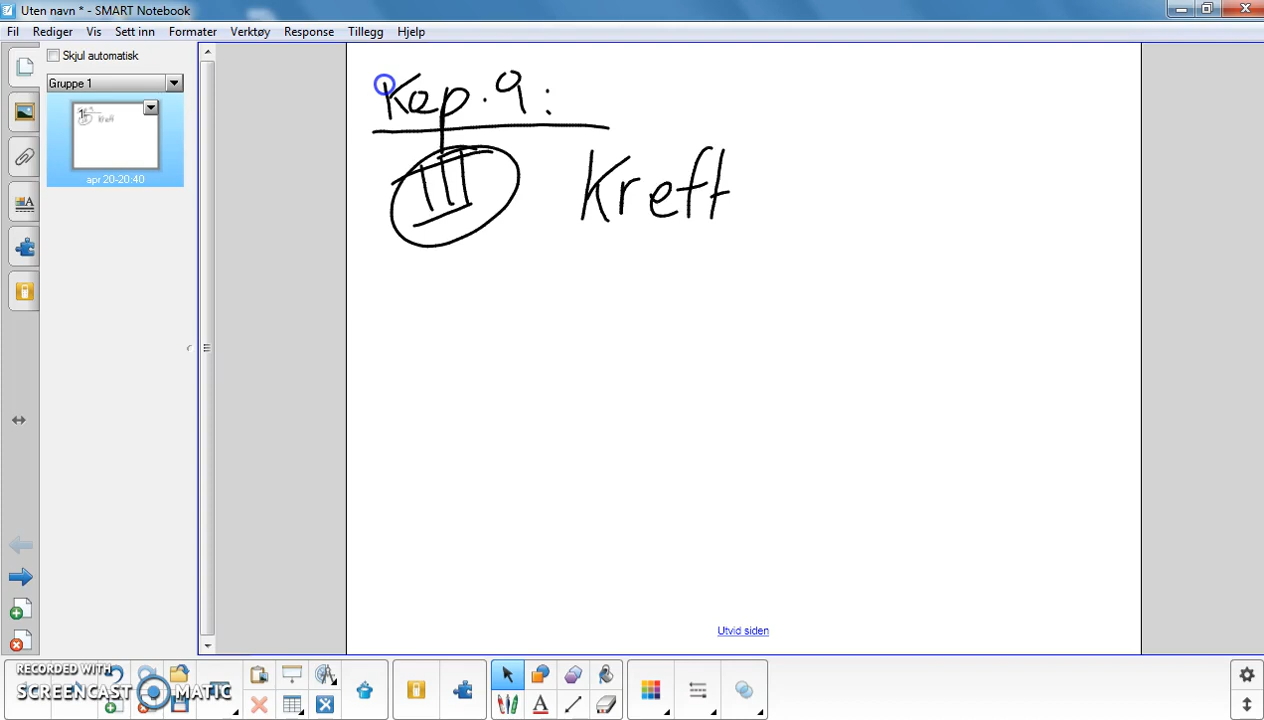 Uten navn * - SMART Notebook
Fil Rediger Vis Sett inn Formater Verktøy Response Tillegg Hjelp
Skjul automatisk
Gruppe 1
apr 20-20:40
Kap. 9:
III Kreft
Utvid siden
RECORDED WITH
SCREENCAST MATIC